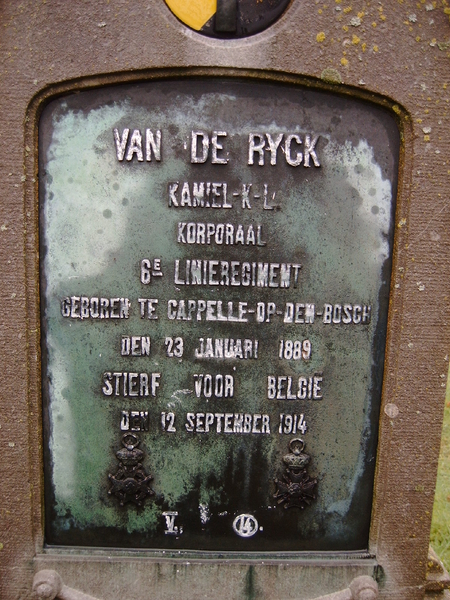 VAN DE RYCK
KAMIEL-K-L.
KORPORAAL
6E LINIEREGIMENT
GEBOREN TE CAPPELLE-OP-DEN-BOSCH
DEN 23 JANUARI 1889
STIERF VOOR BELGIE
DEN 12 SEPTEMBER 1914
V. 14.